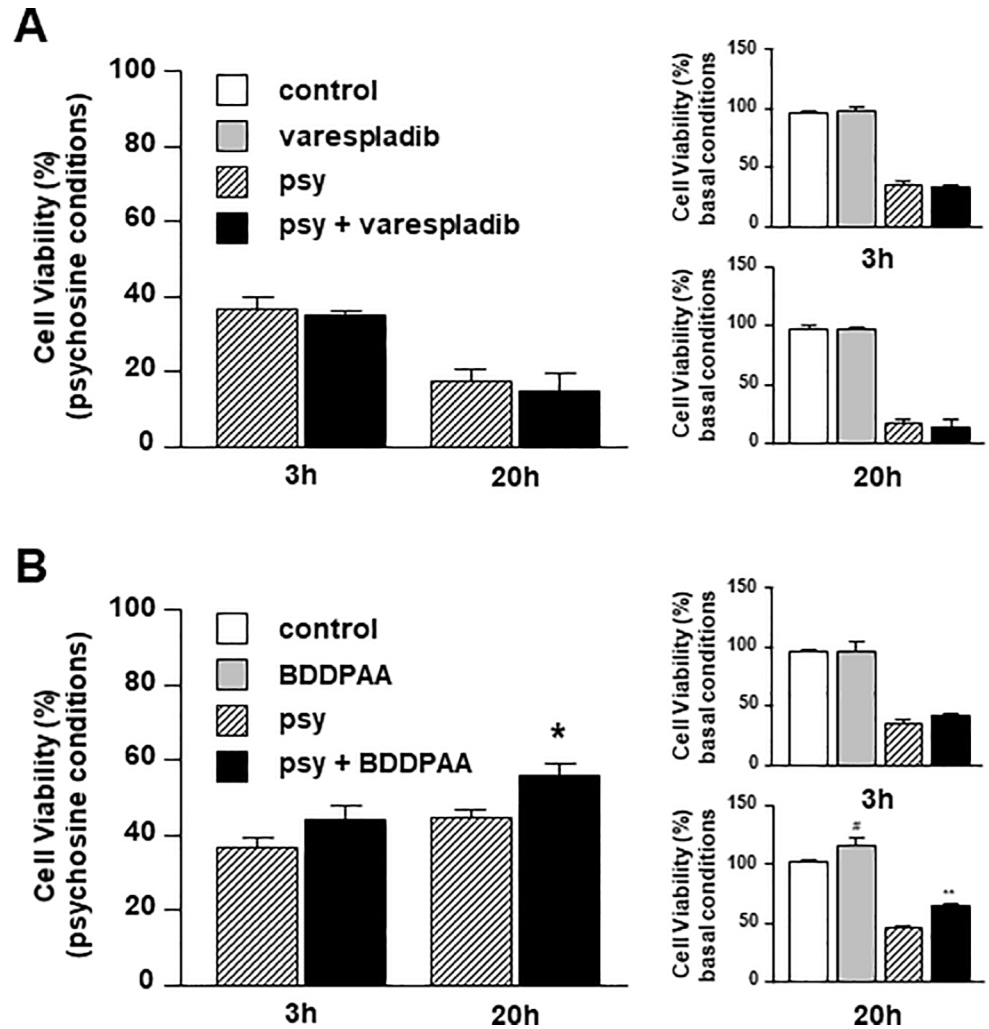 A
Cell Viability (%)
(psychosine conditions)
100
80
60
40
20
0
control
varespladib
psy
psy + varespladib
3h
20h
Cell Viability (%)
basal conditions
150
100
50
0
3h
Cell Viability (%)
basal conditions
150
100
50
0
20h
B
Cell Viability (%)
(psychosine conditions)
100
80
60
40
20
0
control
BDDPAA
psy
psy + BDDPAA
*
3h
20h
Cell Viability (%)
basal conditions
150
100
50
0
3h
Cell Viability (%)
basal conditions
150
100
50
0
#
**
20h